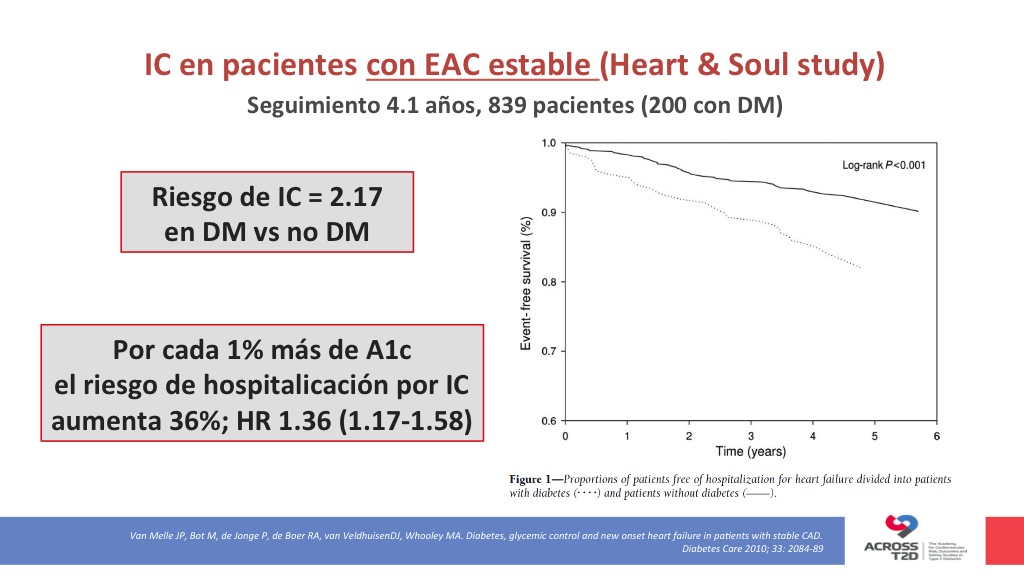 IC en pacientes con EAC estable (Heart & Soul study)
Seguimiento 4.1 años, 839 pacientes (200 con DM)
Riesgo de IC = 2.17
en DM vs no DM
Por cada 1% más de A1c
el riesgo de hospitalicación por IC
aumenta 36%; HR 1.36 (1.17-1.58)
Event-free survival (%)
1.0
0.9
0.8
0.7
0.6
Log-rank P<0.001
0 1 2 3 4 5 6
Time (years)
Figure 1—Proportions of patients free of hospitalization for heart failure divided into patients
with diabetes (····) and patients without diabetes (——).
Van Melle JP, Bot M, de Jonge P, de Boer RA, van VeldhuisenDJ, Whooley MA. Diabetes, glycemic control and new onset heart failure in patients with stable CAD.
Diabetes Care 2010; 33: 2084-89
ACROSS
T2D
The Academy
for Cardiovascular
Risk, Outcomes and
Safety Studies in
Type 2 Diabetes